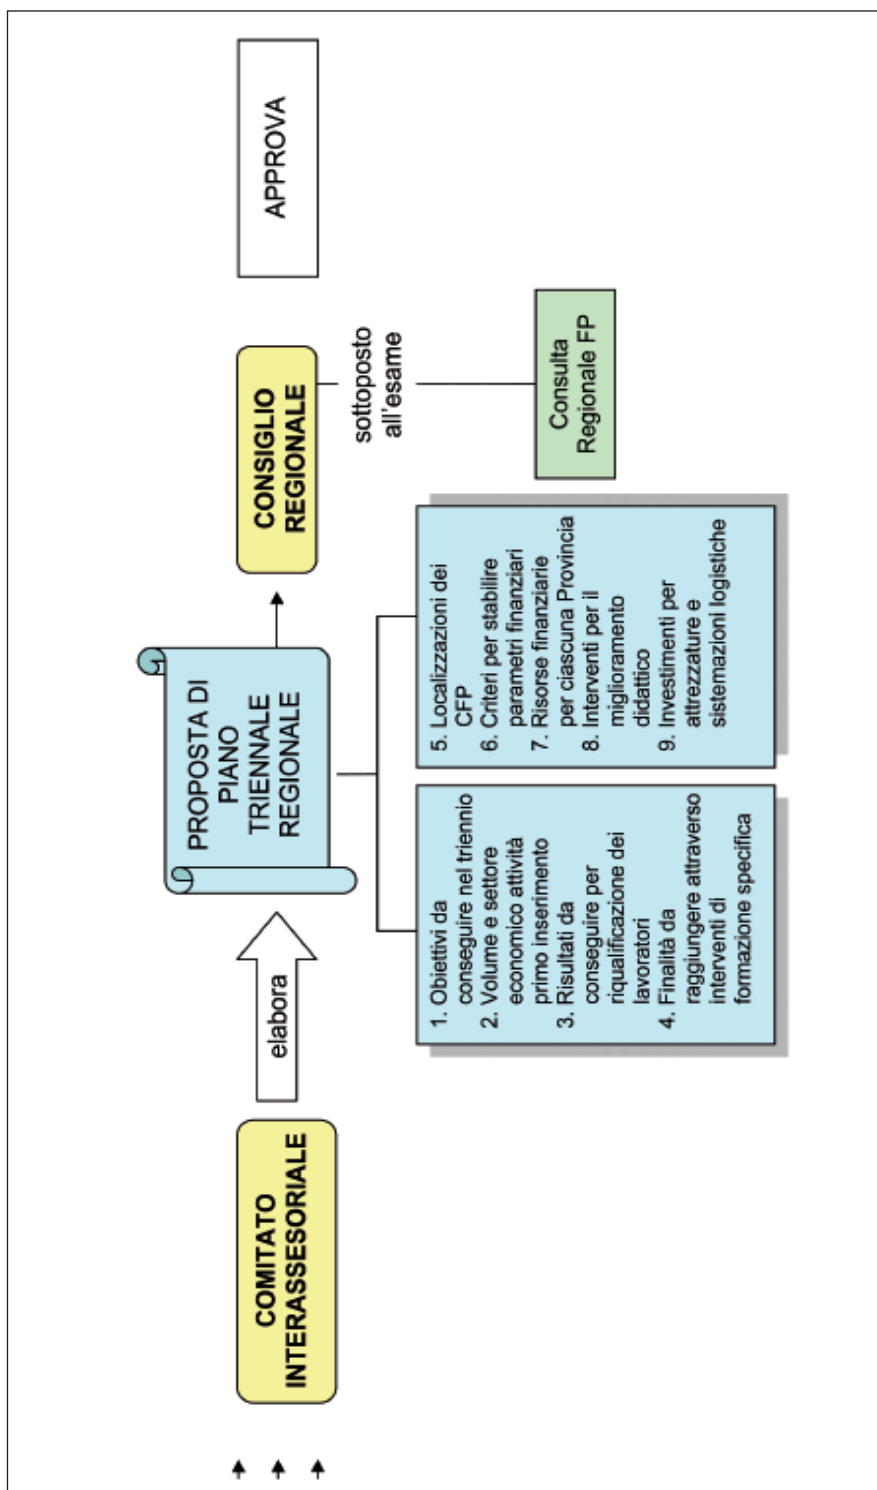 COMITATO
INTERASSESORIALE
elabora
PROPOSTA DI
PIANO
TRIENNALE
REGIONALE
CONSIGLIO
REGIONALE
APPROVA
sottoposto
all'esame
Consulta
Regionale FP
1. Obiettivi da
conseguire nel triennio
2. Volume e settore
economico attività
primo inserimento
3. Risultati da
conseguire per
riqualificazione dei
lavoratori
4. Finalità da
raggiungere attraverso
interventi di
formazione specifica
5. Localizzazioni dei
CFP
6. Criteri per stabilire
parametri finanziari
7. Risorse finanziarie
per ciascuna Provincia
8. Interventi per il
miglioramento
didattico
9. Investimenti per
attrezzature e
sistemazioni logistiche